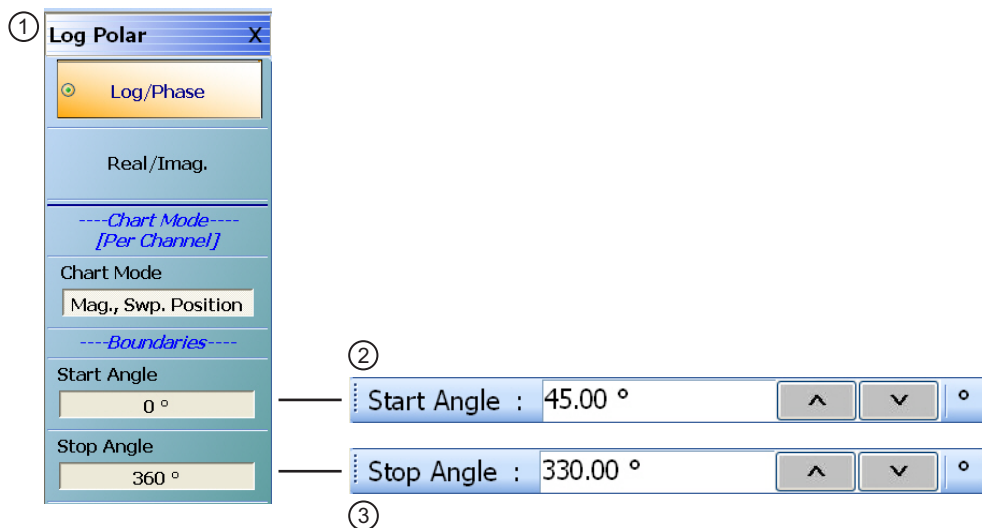 ①
Log Polar X
Log/Phase
Real/Imag.
----Chart Mode----
[Per Channel]
Chart Mode
Mag., Swp. Position
----Boundaries----
Start Angle
0 °
Stop Angle
360 °
②
Start Angle : 45.00 ° °
Stop Angle : 330.00 ° °
③